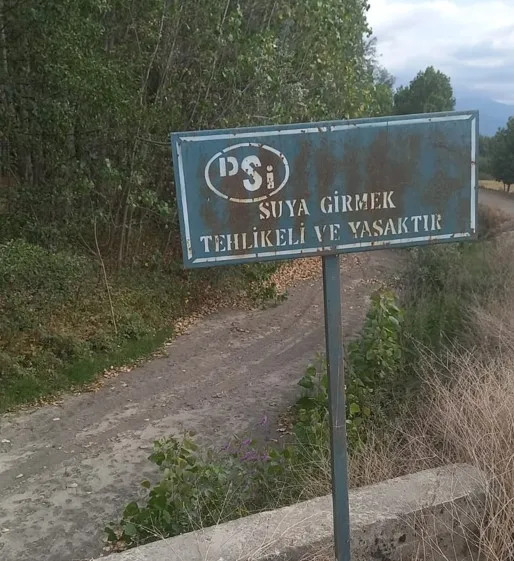 DSİ
SUYA GİRMEK
TEHLİKELİ VE YASAKTIR